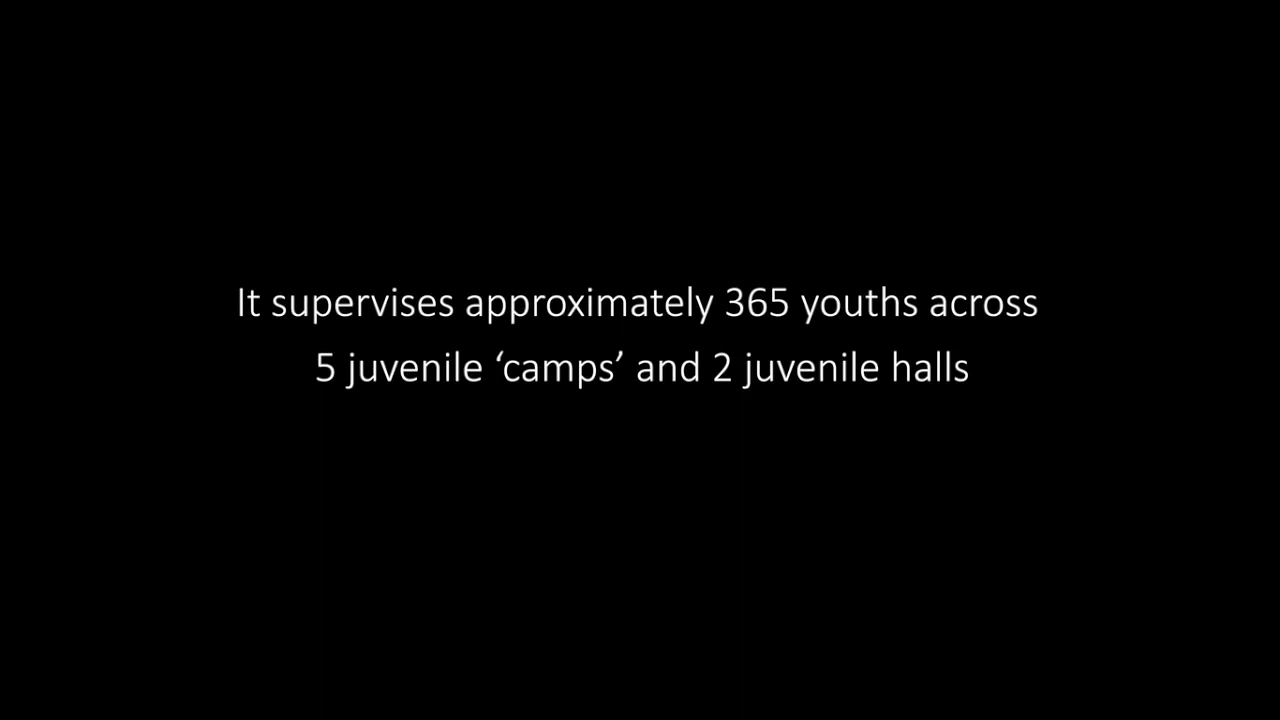 It supervises approximately 365 youths across
5 juvenile ‘camps’ and 2 juvenile halls